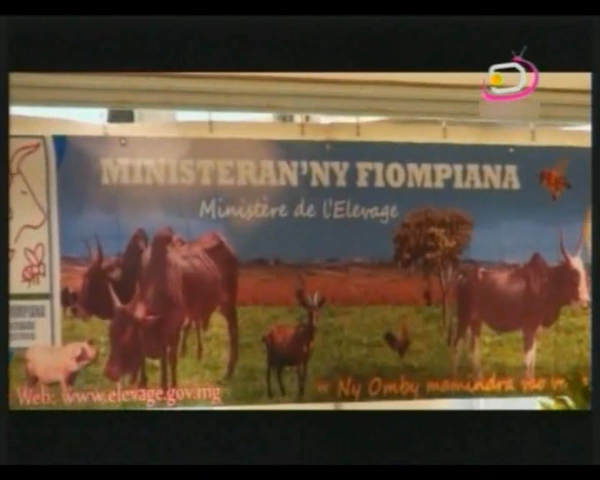 MINISTERAN'NY FIOMPIANA
Ministère de l'Elevage
Web: www.elevage.gov.mg
" Ny Omby mamindra